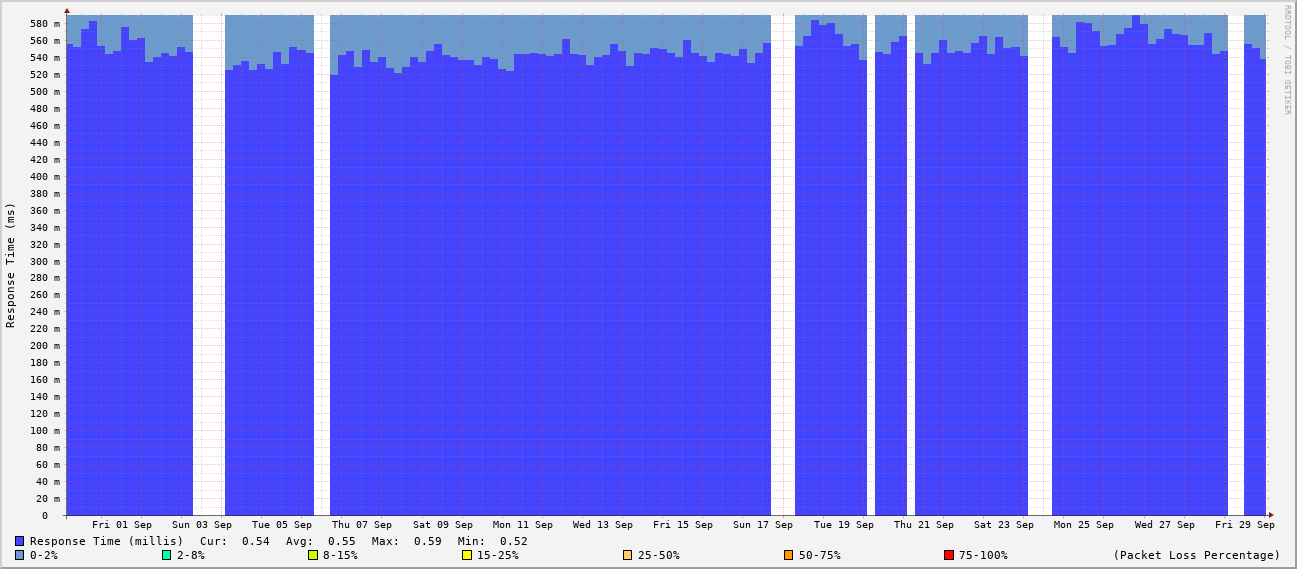 RRDTOOL / TOBI OETIKER
Response Time (ms)
580 m
560 m
540 m
520 m
500 m
480 m
460 m
440 m
420 m
400 m
380 m
360 m
340 m
320 m
300 m
280 m
260 m
240 m
220 m
200 m
180 m
160 m
140 m
120 m
100 m
80 m
60 m
40 m
20 m
0
Fri 01 Sep Sun 03 Sep Tue 05 Sep Thu 07 Sep Sat 09 Sep Mon 11 Sep Wed 13 Sep Fri 15 Sep Sun 17 Sep Tue 19 Sep Thu 21 Sep Sat 23 Sep Mon 25 Sep Wed 27 Sep Fri 29 Sep
Response Time (millis) Cur: 0.54 Avg: 0.55 Max: 0.59 Min: 0.52
0-2% 2-8% 8-15% 15-25% 25-50% 50-75% 75-100% (Packet Loss Percentage)